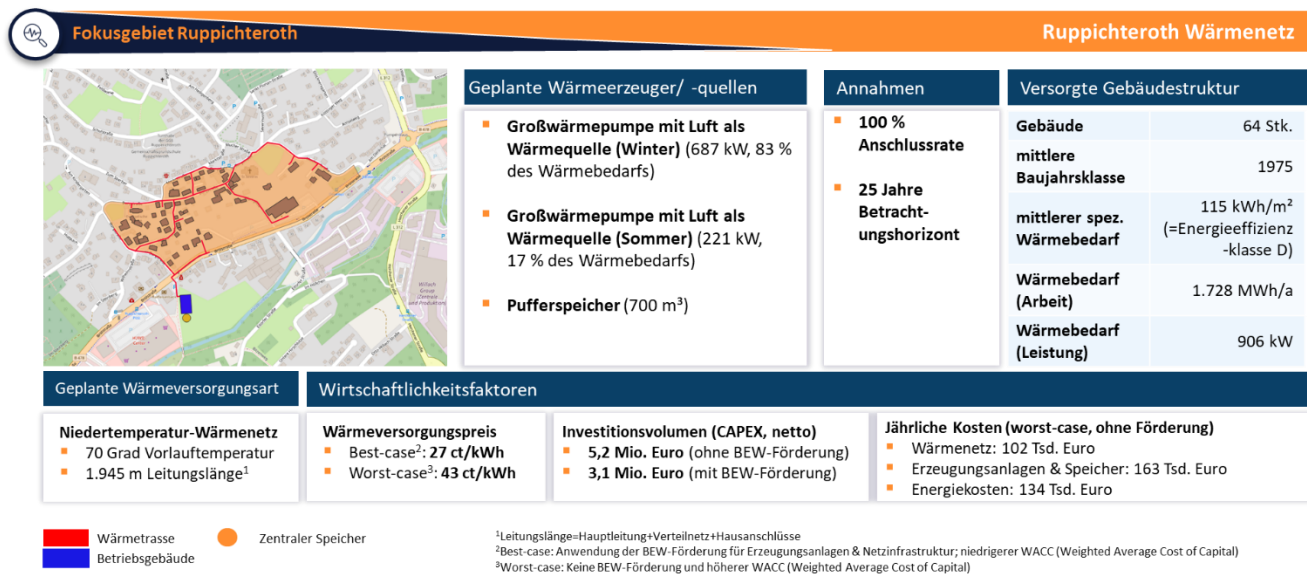 Fokusgebiet Ruppichteroth
Ruppichteroth Wärmenetz
Geplante Wärmeerzeuger/ -quellen
Großwärmepumpe mit Luft als
Wärmequelle (Winter) (687 kW, 83 %
des Wärmebedarfs)
Großwärmepumpe mit Luft als
Wärmequelle (Sommer) (221 kW,
17 % des Wärmebedarfs)
Pufferspeicher (700 m³)
Annahmen
100 %
Anschlussrate
25 Jahre
Betracht-
ungshorizont
Versorgte Gebäudestruktur
Gebäude 64 Stk.
mittlere
Baujahrsklasse 1975
mittlerer spez.
Wärmebedarf 115 kWh/m²
(=Energieeffizienz
-klasse D)
Wärmebedarf
(Arbeit) 1.728 MWh/a
Wärmebedarf
(Leistung) 906 kW
Geplante Wärmeversorgungsart
Niedertemperatur-Wärmenetz
70 Grad Vorlauftemperatur
1.945 m Leitungslänge¹
Wirtschaftlichkeitsfaktoren
Wärmeversorgungspreis
Best-case²: 27 ct/kWh
Worst-case³: 43 ct/kWh
Investitionsvolumen (CAPEX, netto)
5,2 Mio. Euro (ohne BEW-Förderung)
3,1 Mio. Euro (mit BEW-Förderung)
Jährliche Kosten (worst-case, ohne Förderung)
Wärmenetz: 102 Tsd. Euro
Erzeugungsanlagen & Speicher: 163 Tsd. Euro
Energiekosten: 134 Tsd. Euro
Wärmetrasse
Zentraler Speicher
Betriebsgebäude
¹Leitungslänge=Hauptleitung+Verteilnetz+Hausanschlüsse
²Best-case: Anwendung der BEW-Förderung für Erzeugungsanlagen & Netzinfrastruktur; niedrigerer WACC (Weighted Average Cost of Capital)
³Worst-case: Keine BEW-Förderung und höherer WACC (Weighted Average Cost of Capital)